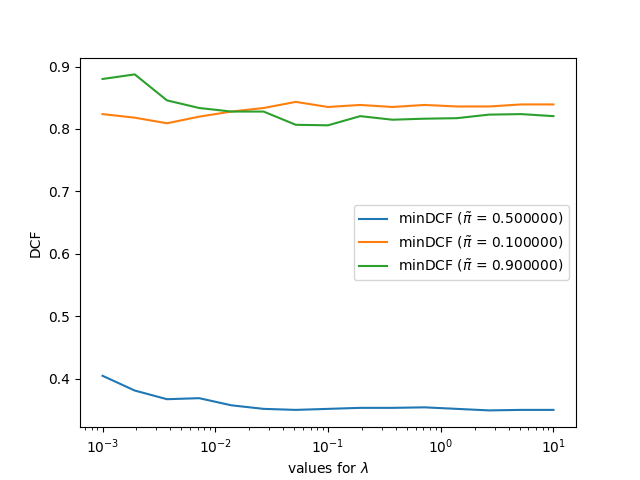 0.9
0.8
0.7
0.6
0.5
0.4
DCF
minDCF (π̃ = 0.500000)
minDCF (π̃ = 0.100000)
minDCF (π̃ = 0.900000)
10⁻³ 10⁻² 10⁻¹ 10⁰ 10¹
values for λ